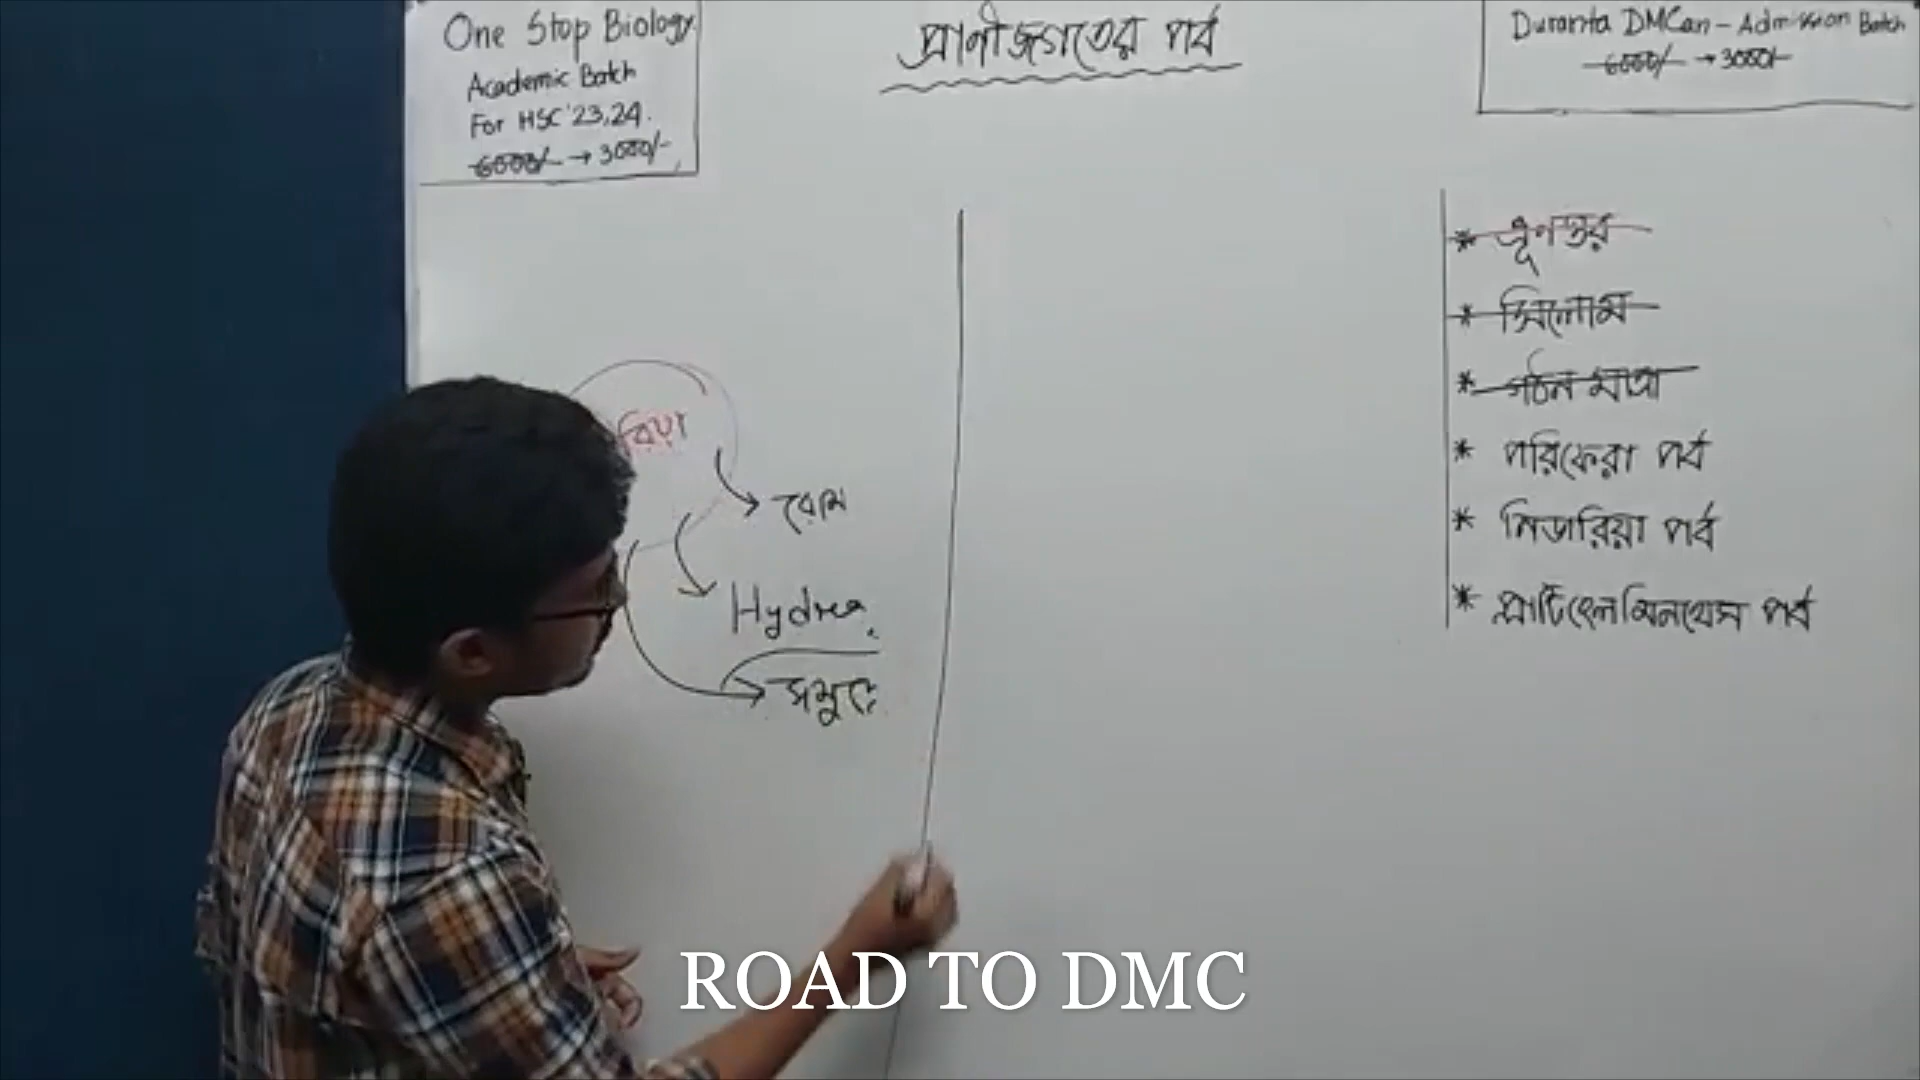 One Stop Biology
Academic Batch
For HSC '23,24.
6000/- → 3000/-
প্রাণীজগতের পর্ব
Duranta DMCan - Admission Batch
6000/- → 3000/-
* ভ্রূণস্তর
* সিলোম
* গঠন মাত্রা
* পরিফেরা পর্ব
* নিডারিয়া পর্ব
* প্লাটিহেলমিনথেস পর্ব
রিয়া
Hydra
ROAD TO DMC